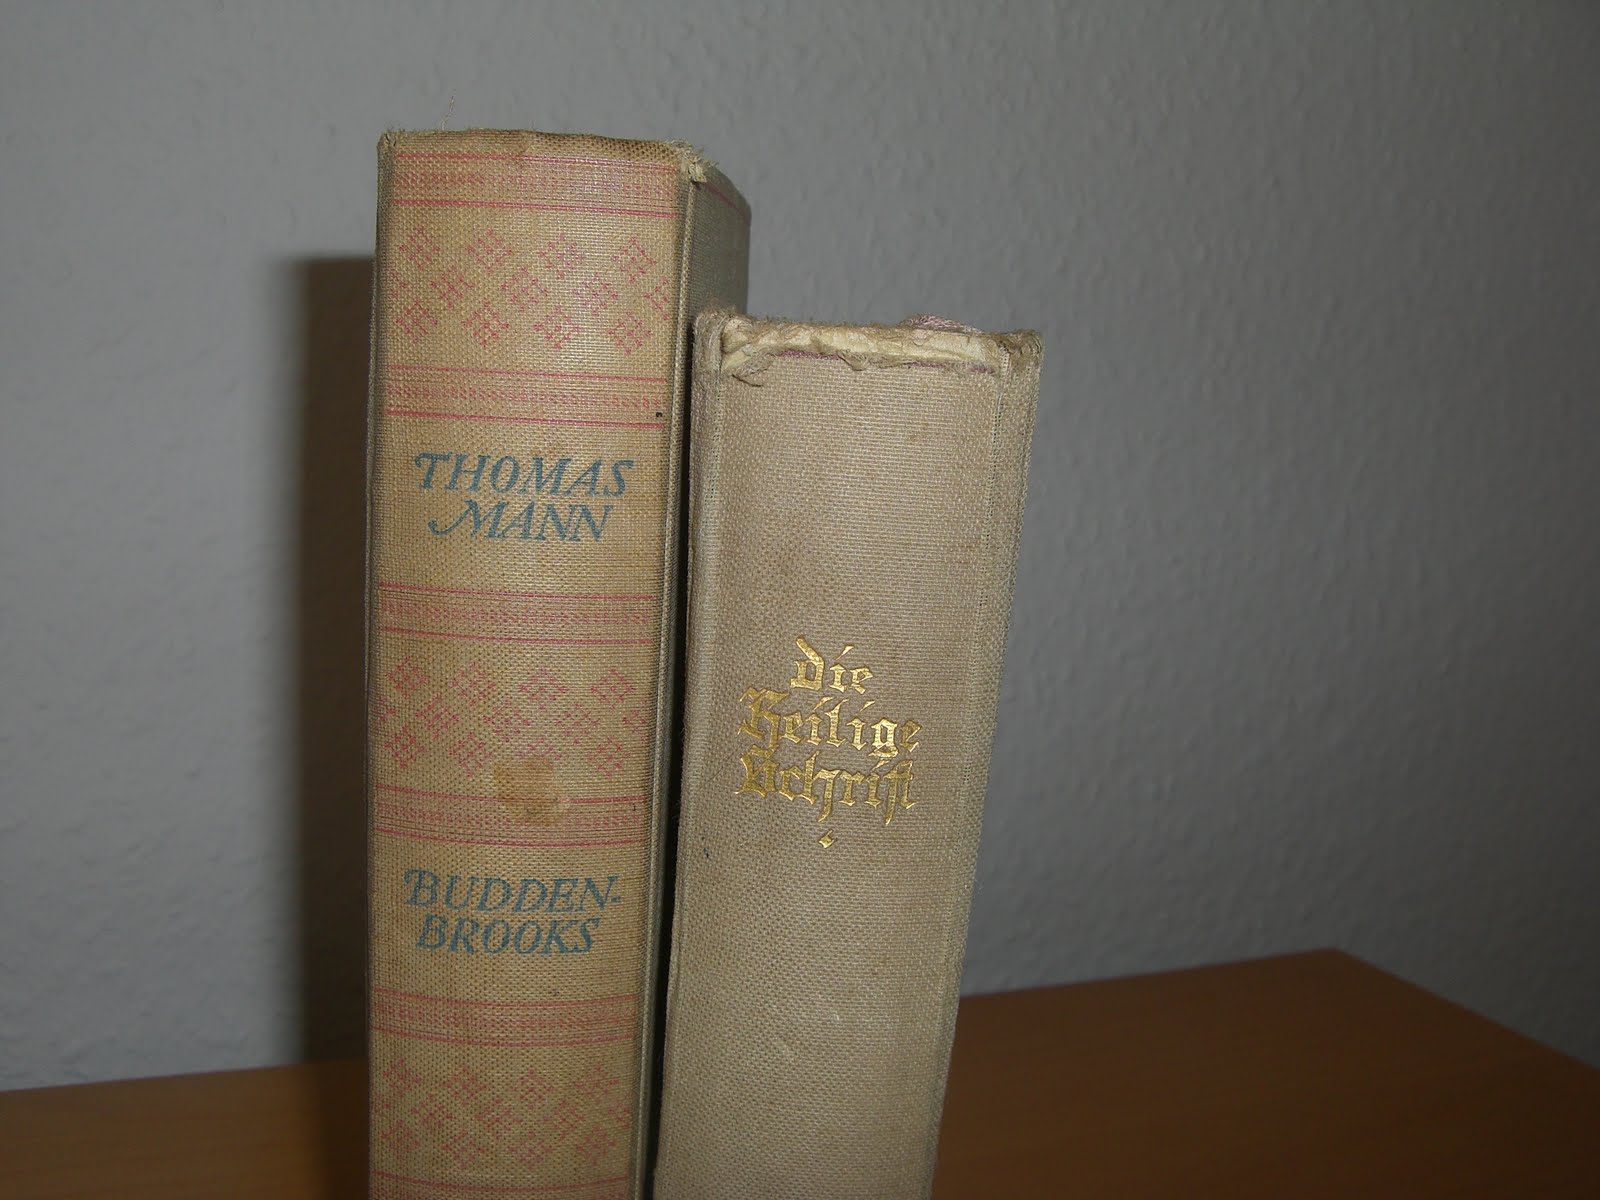 THOMAS
MANN
BUDDEN-
BROOKS
die
Heilige
Schrift